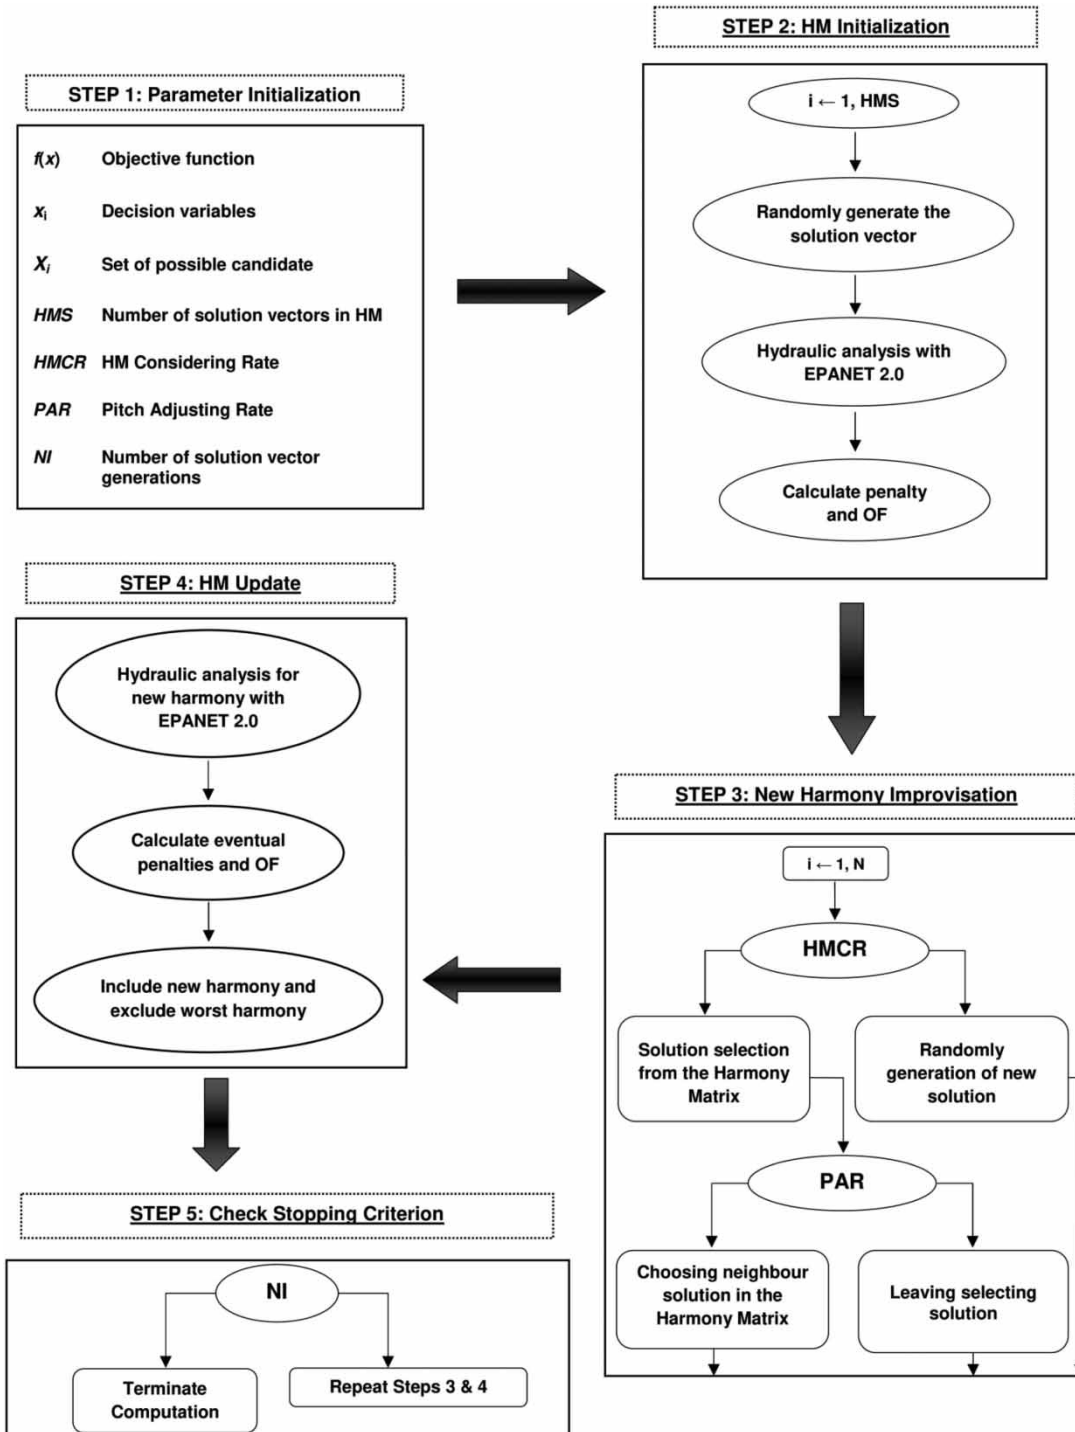 STEP 1: Parameter Initialization
f(x) Objective function
xi Decision variables
Xi Set of possible candidate
HMS Number of solution vectors in HM
HMCR HM Considering Rate
PAR Pitch Adjusting Rate
NI Number of solution vector
generations
STEP 2: HM Initialization
i ← 1, HMS
Randomly generate the
solution vector
Hydraulic analysis with
EPANET 2.0
Calculate penalty
and OF
STEP 3: New Harmony Improvisation
i ← 1, N
HMCR
Solution selection
from the Harmony
Matrix
Randomly
generation of new
solution
PAR
Choosing neighbour
solution in the
Harmony Matrix
Leaving selecting
solution
STEP 4: HM Update
Hydraulic analysis for
new harmony with
EPANET 2.0
Calculate eventual
penalties and OF
Include new harmony and
exclude worst harmony
STEP 5: Check Stopping Criterion
NI
Terminate
Computation
Repeat Steps 3 & 4